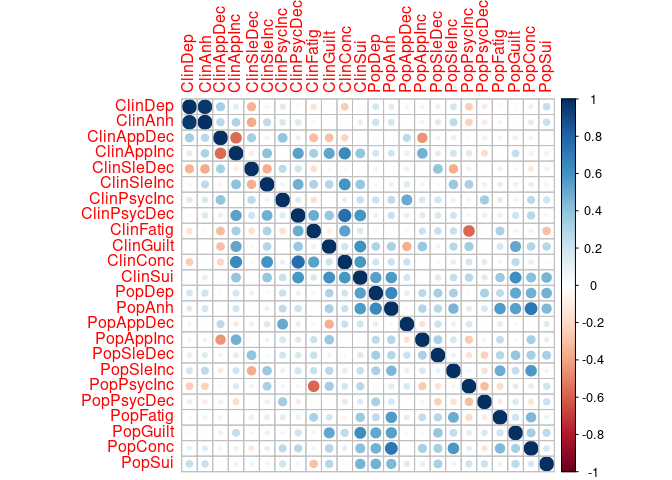 ClinDep
ClinAnh
ClinAppDec
ClinAppInc
ClinSleDec
ClinSleInc
ClinPsycInc
ClinPsycDec
ClinFatig
ClinGuilt
ClinConc
ClinSui
PopDep
PopAnh
PopAppDec
PopAppInc
PopSleDec
PopSleInc
PopPsycInc
PopPsycDec
PopFatig
PopGuilt
PopConc
PopSui
ClinDep
ClinAnh
ClinAppDec
ClinAppInc
ClinSleDec
ClinSleInc
ClinPsycInc
ClinPsycDec
ClinFatig
ClinGuilt
ClinConc
ClinSui
PopDep
PopAnh
PopAppDec
PopAppInc
PopSleDec
PopSleInc
PopPsycInc
PopPsycDec
PopFatig
PopGuilt
PopConc
PopSui
1
0.8
0.6
0.4
0.2
0
-0.2
-0.4
-0.6
-0.8
-1